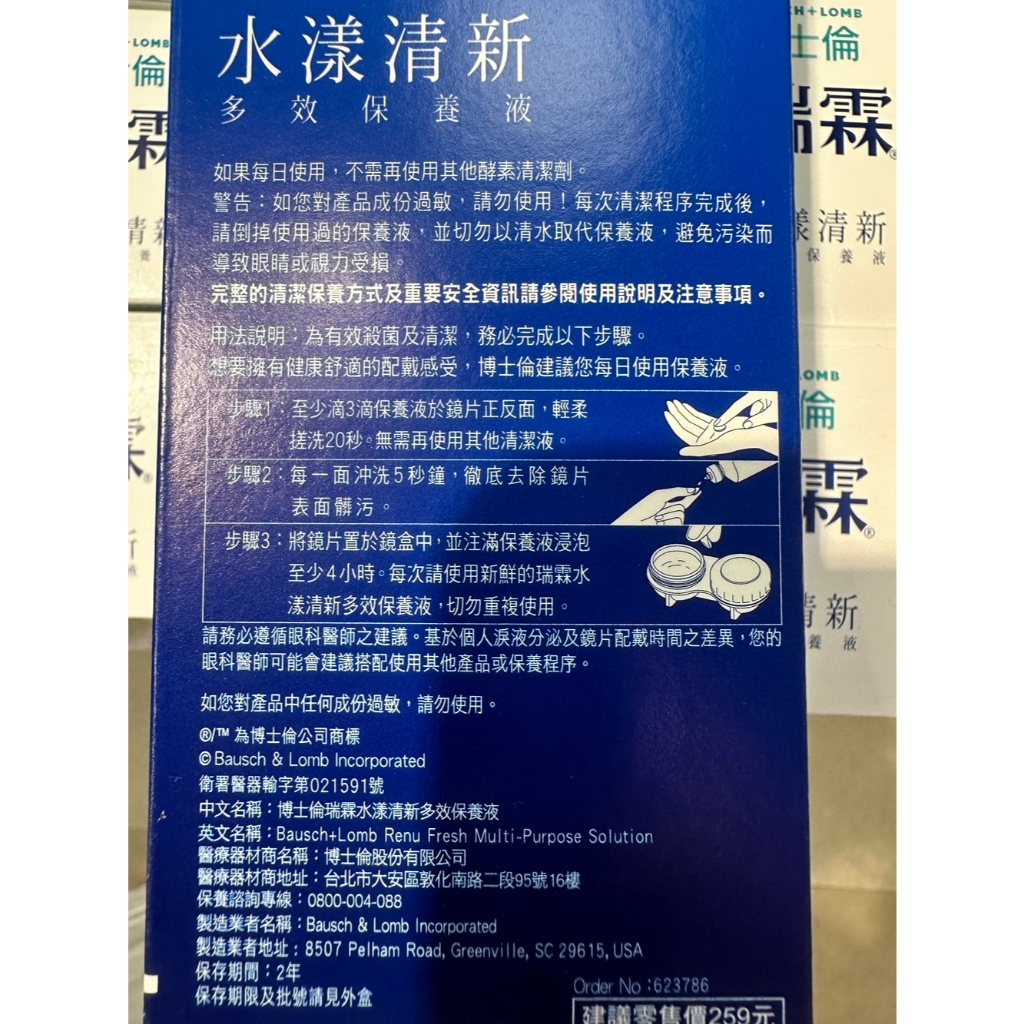 水漾清新
多效保養液
如果每日使用，不需再使用其他酵素清潔劑。
警告：如您對產品成份過敏，請勿使用！每次清潔程序完成後，
請倒掉使用過的保養液，並切勿以清水取代保養液，避免污染而
導致眼睛或視力受損。
完整的清潔保養方式及重要安全資訊請參閱使用說明及注意事項。
用法說明：為有效殺菌及清潔，務必完成以下步驟。
想要擁有健康舒適的配戴感受，博士倫建議您每日使用保養液。
步驟1：至少滴3滴保養液於鏡片正反面，輕柔
搓洗20秒。無需再使用其他清潔液。
步驟2：每一面沖洗5秒鐘，徹底去除鏡片
表面髒污。
步驟3：將鏡片置於鏡盒中，並注滿保養液浸泡
至少4小時。每次請使用新鮮的瑞霖水
漾清新多效保養液，切勿重複使用。
請務必遵循眼科醫師之建議。基於個人淚液分泌及鏡片配戴時間之差異，您的
眼科醫師可能會建議搭配使用其他產品或保養程序。
如您對產品中任何成份過敏，請勿使用。
®/™ 為博士倫公司商標
©Bausch & Lomb Incorporated
衛署醫器輸字第021591號
中文名稱：博士倫瑞霖水漾清新多效保養液
英文名稱：Bausch+Lomb Renu Fresh Multi-Purpose Solution
醫療器材商名稱：博士倫股份有限公司
醫療器材商地址：台北市大安區敦化南路二段95號16樓
保養諮詢專線：0800-004-088
製造業者名稱：Bausch & Lomb Incorporated
製造業者地址：8507 Pelham Road, Greenville, SC 29615, USA
保存期間：2年
保存期限及批號請見外盒
Order No：623786
建議零售價259元
+LOMB
倫
霖
清新
H+LOMB
士倫
瑞霖®
漾清新
保養液
LOMB
倫
霖®
清新
養液